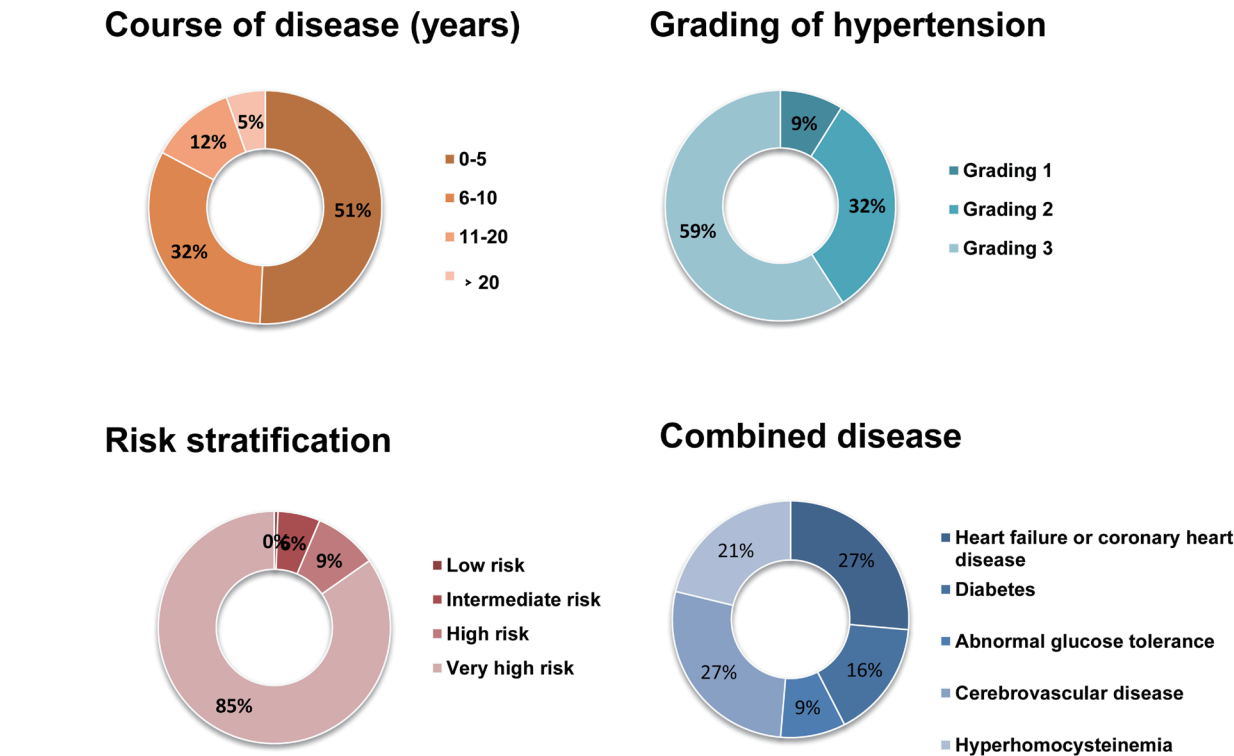 Course of disease (years)
5%
12%
51%
32%
0-5
6-10
11-20
> 20
Grading of hypertension
9%
32%
59%
Grading 1
Grading 2
Grading 3
Risk stratification
0%
6%
9%
85%
Low risk
Intermediate risk
High risk
Very high risk
Combined disease
21%
27%
27%
16%
9%
Heart failure or coronary heart
disease
Diabetes
Abnormal glucose tolerance
Cerebrovascular disease
Hyperhomocysteinemia